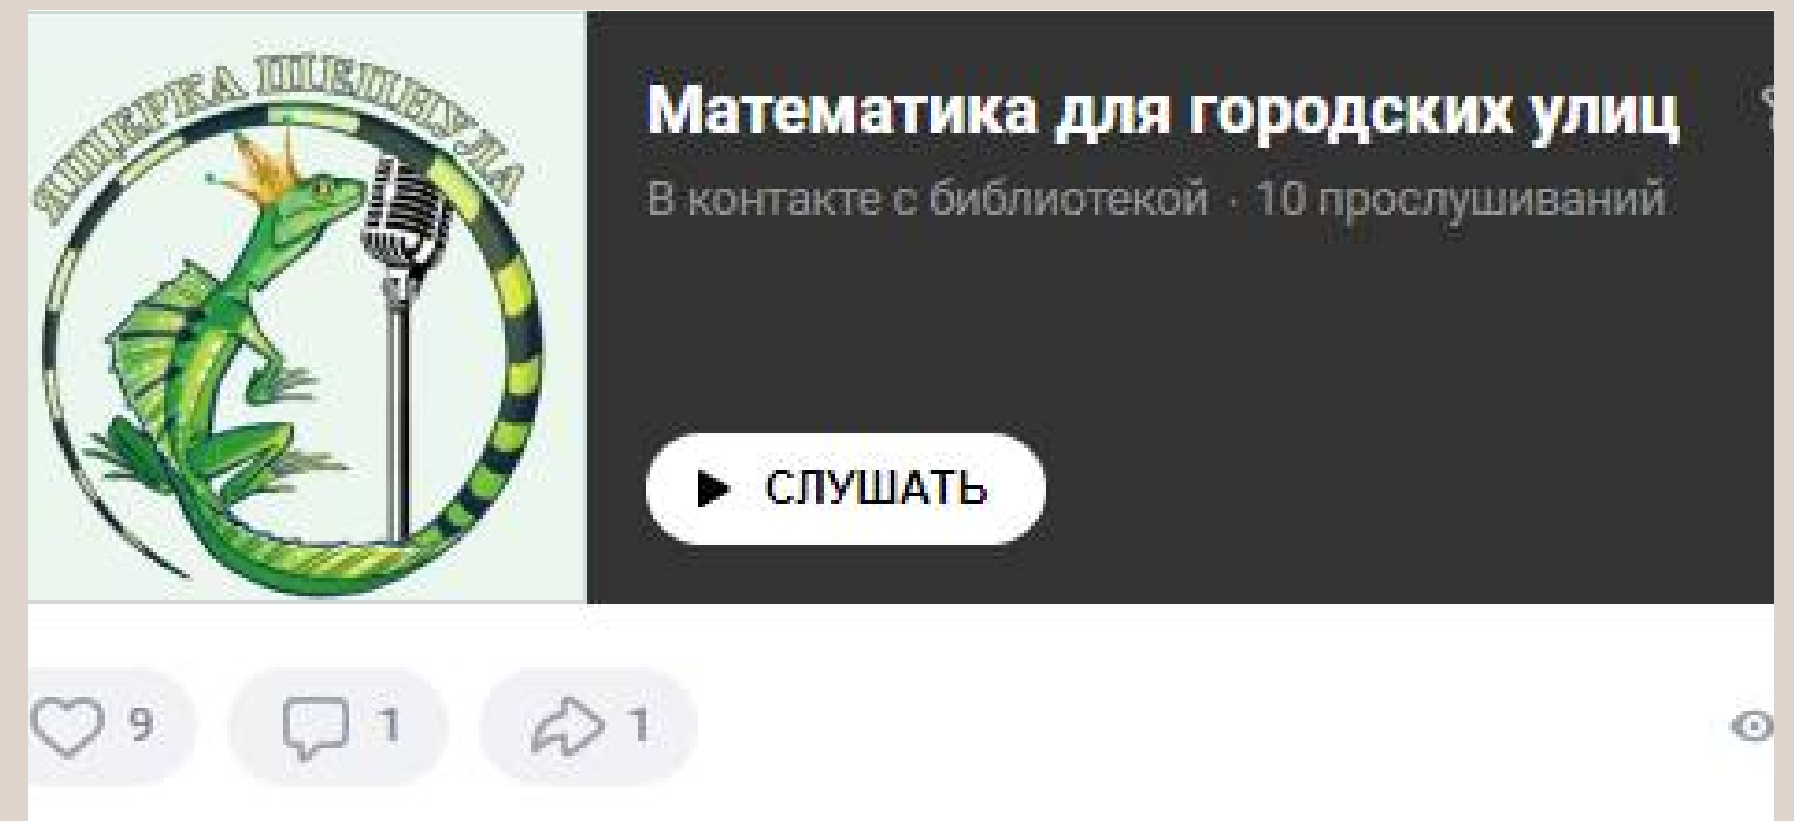 ЯЩЕРКА ШЕПНУЛА
Математика для городских улиц
В контакте с библиотекой · 10 прослушиваний
СЛУШАТЬ
9 1 1